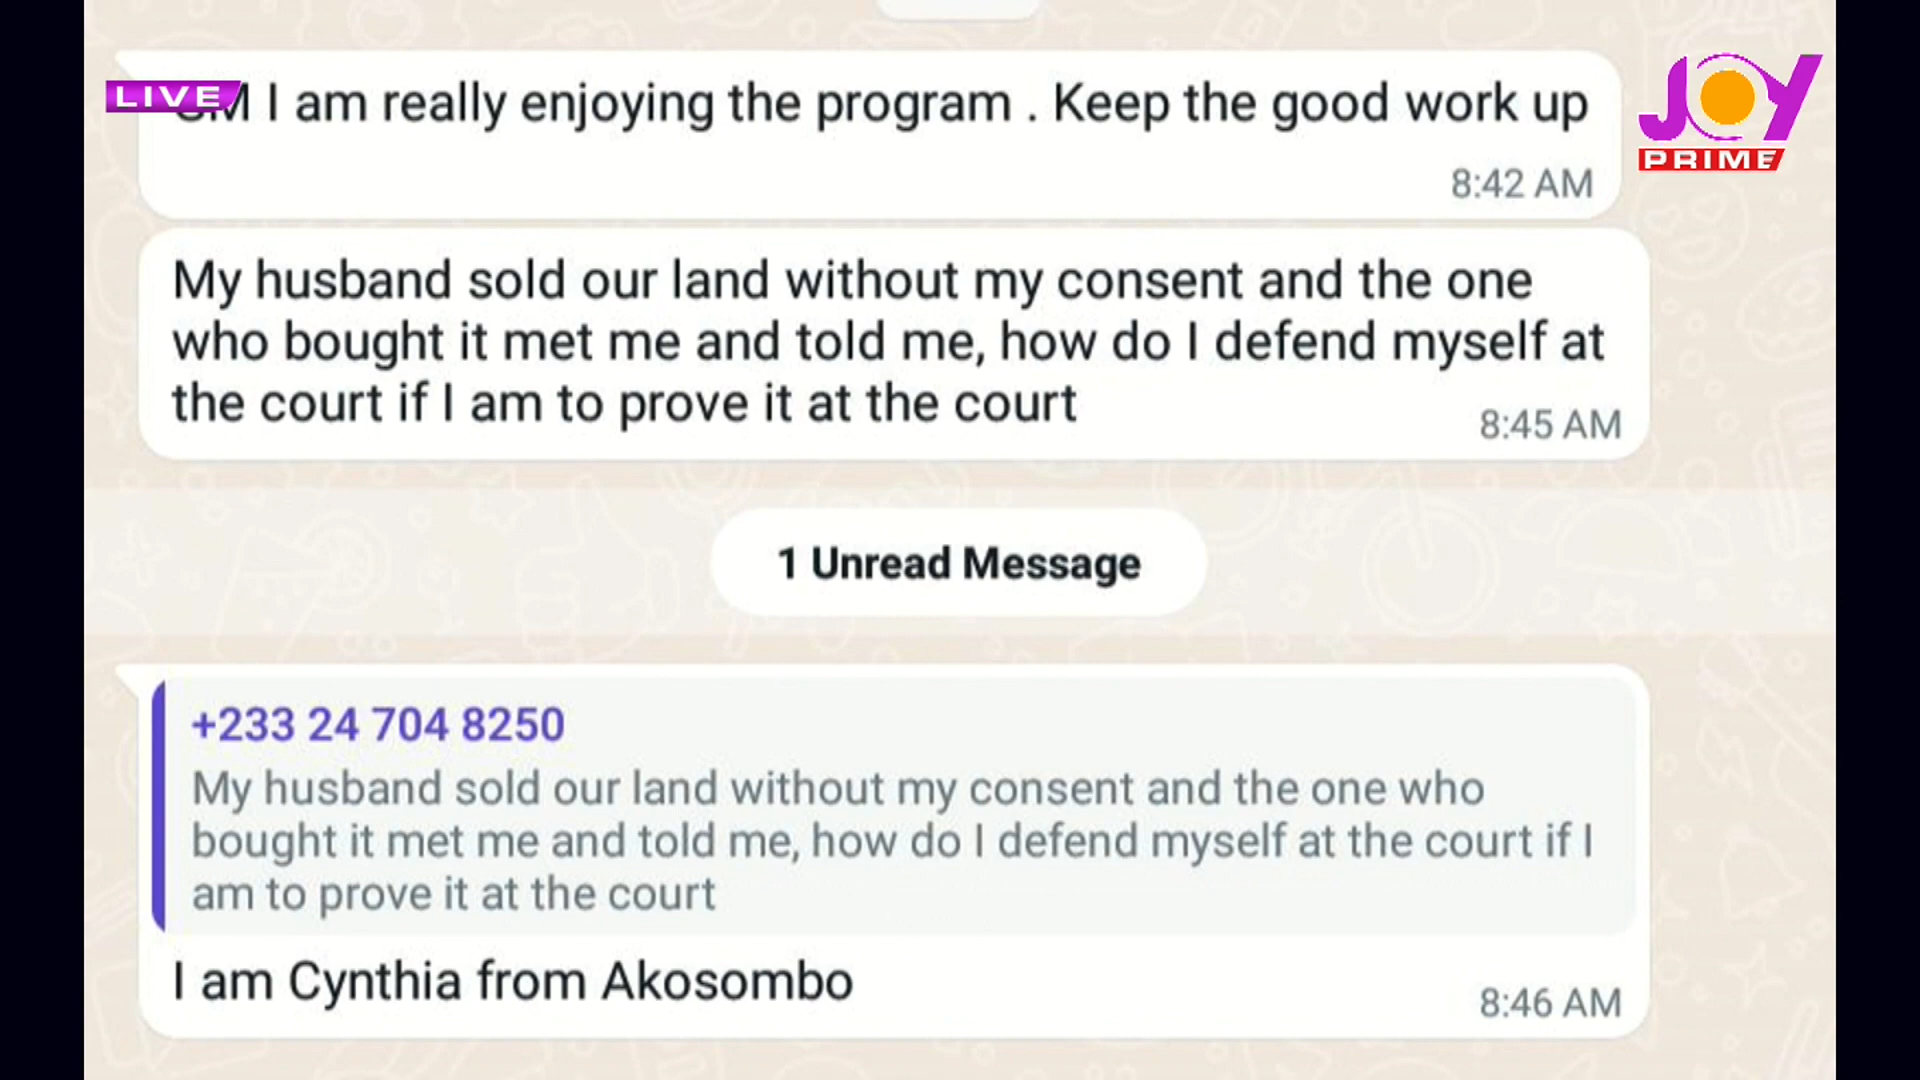 LIVE
GM I am really enjoying the program . Keep the good work up
8:42 AM
JOY
PRIME
My husband sold our land without my consent and the one
who bought it met me and told me, how do I defend myself at
the court if I am to prove it at the court
8:45 AM
1 Unread Message
+233 24 704 8250
My husband sold our land without my consent and the one who
bought it met me and told me, how do I defend myself at the court if I
am to prove it at the court
I am Cynthia from Akosombo
8:46 AM